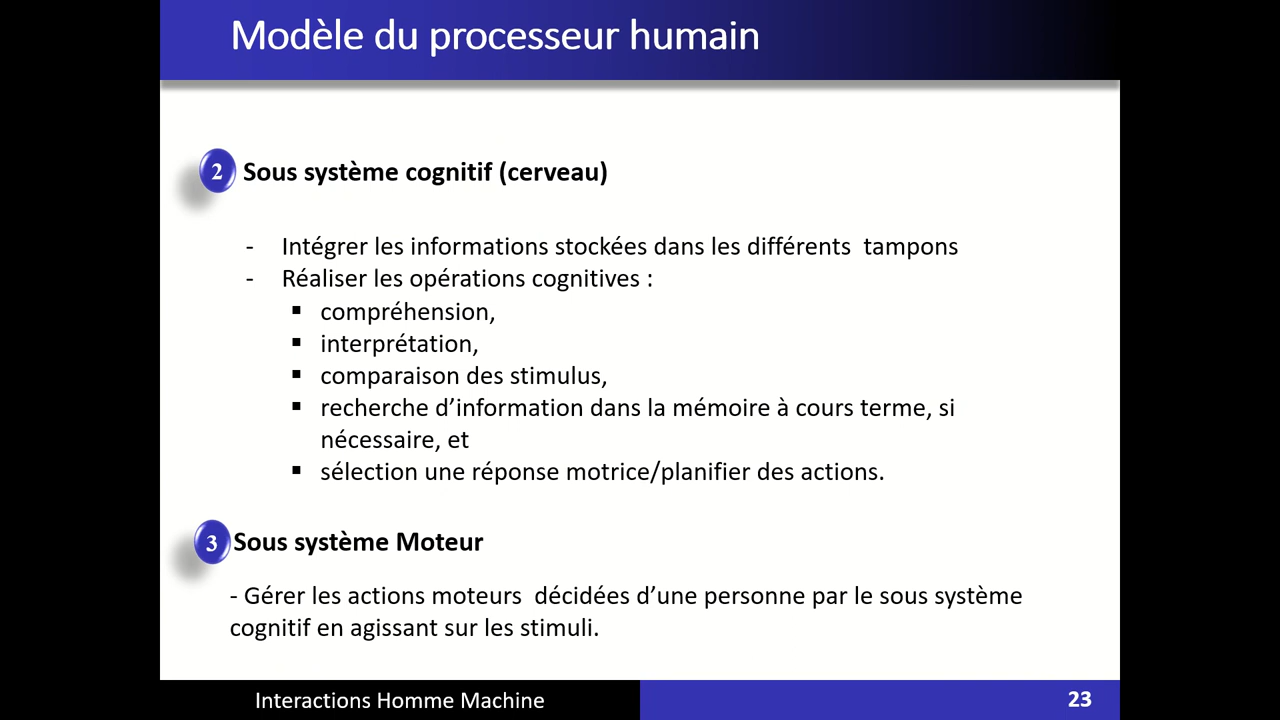 Modèle du processeur humain
2 Sous système cognitif (cerveau)
- Intégrer les informations stockées dans les différents tampons
- Réaliser les opérations cognitives :
▪ compréhension,
▪ interprétation,
▪ comparaison des stimulus,
▪ recherche d’information dans la mémoire à cours terme, si
nécessaire, et
▪ sélection une réponse motrice/planifier des actions.
3 Sous système Moteur
- Gérer les actions moteurs décidées d’une personne par le sous système
cognitif en agissant sur les stimuli.
Interactions Homme Machine
23